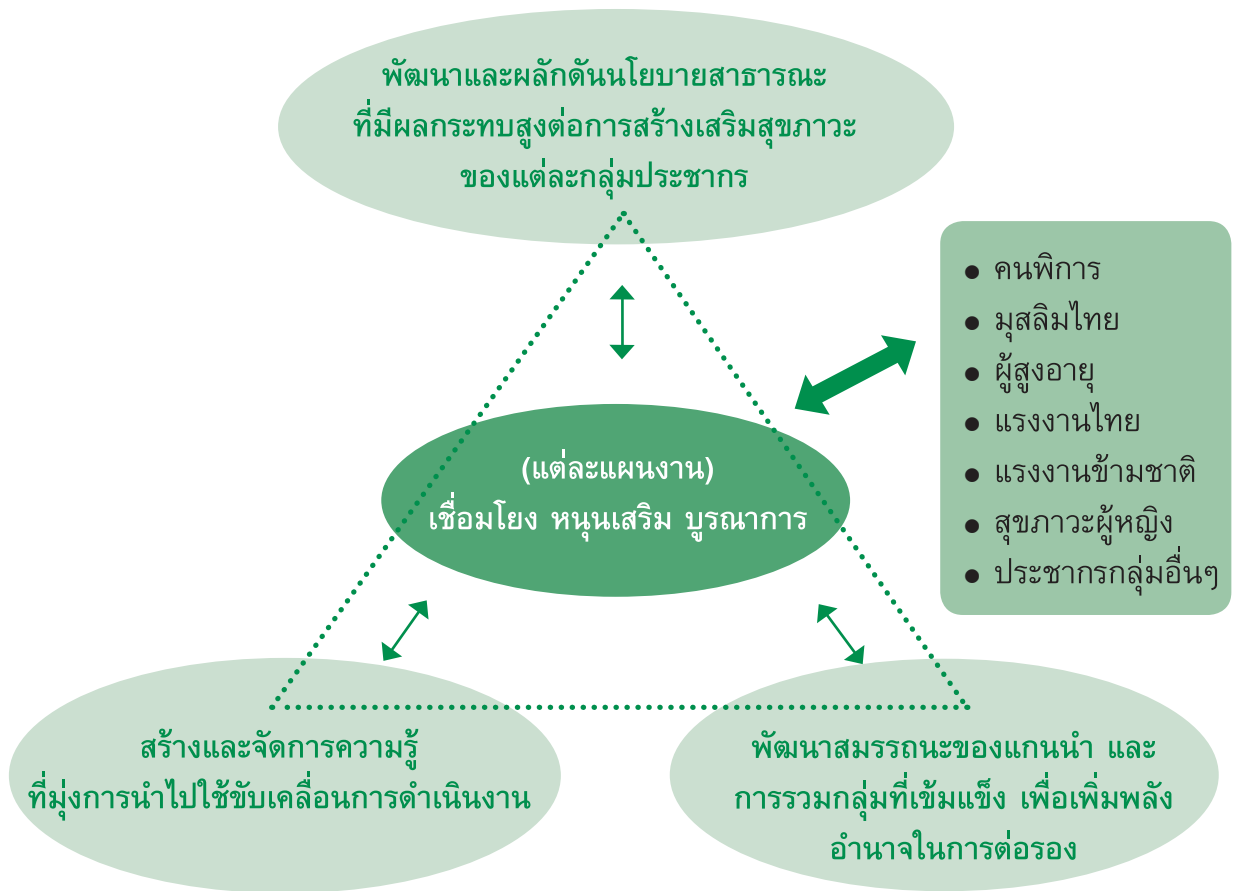 พัฒนาและผลักดันนโยบายสาธารณะ
ที่มีผลกระทบสูงต่อการสร้างเสริมสุขภาวะ
ของแต่ละกลุ่มประชากร
● คนพิการ
● มุสลิมไทย
● ผู้สูงอายุ
● แรงงานไทย
● แรงงานข้ามชาติ
● สุขภาวะผู้หญิง
● ประชากรกลุ่มอื่นๆ
(แต่ละแผนงาน)
เชื่อมโยง หนุนเสริม บูรณาการ
สร้างและจัดการความรู้
ที่มุ่งการนำไปใช้ขับเคลื่อนการดำเนินงาน
พัฒนาสมรรถนะของแกนนำ และ
การรวมกลุ่มที่เข้มแข็ง เพื่อเพิ่มพลัง
อำนาจในการต่อรอง